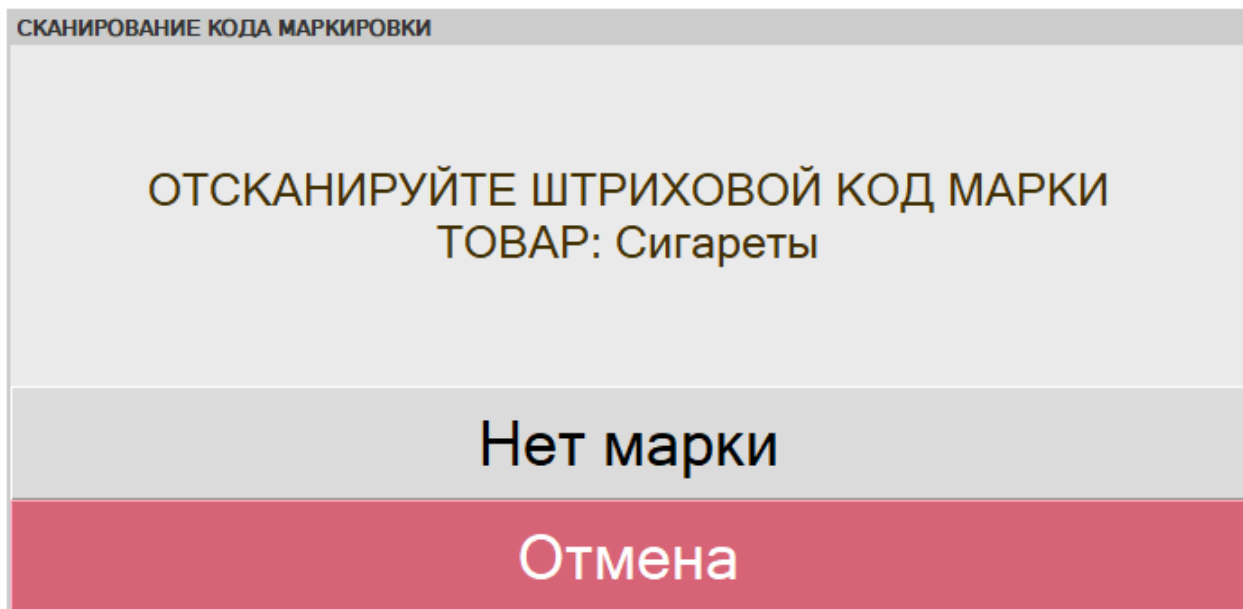 СКАНИРОВАНИЕ КОДА МАРКИРОВКИ
ОТСКАНИРУЙТЕ ШТРИХОВОЙ КОД МАРКИ
ТОВАР: Сигареты
Нет марки
Отмена